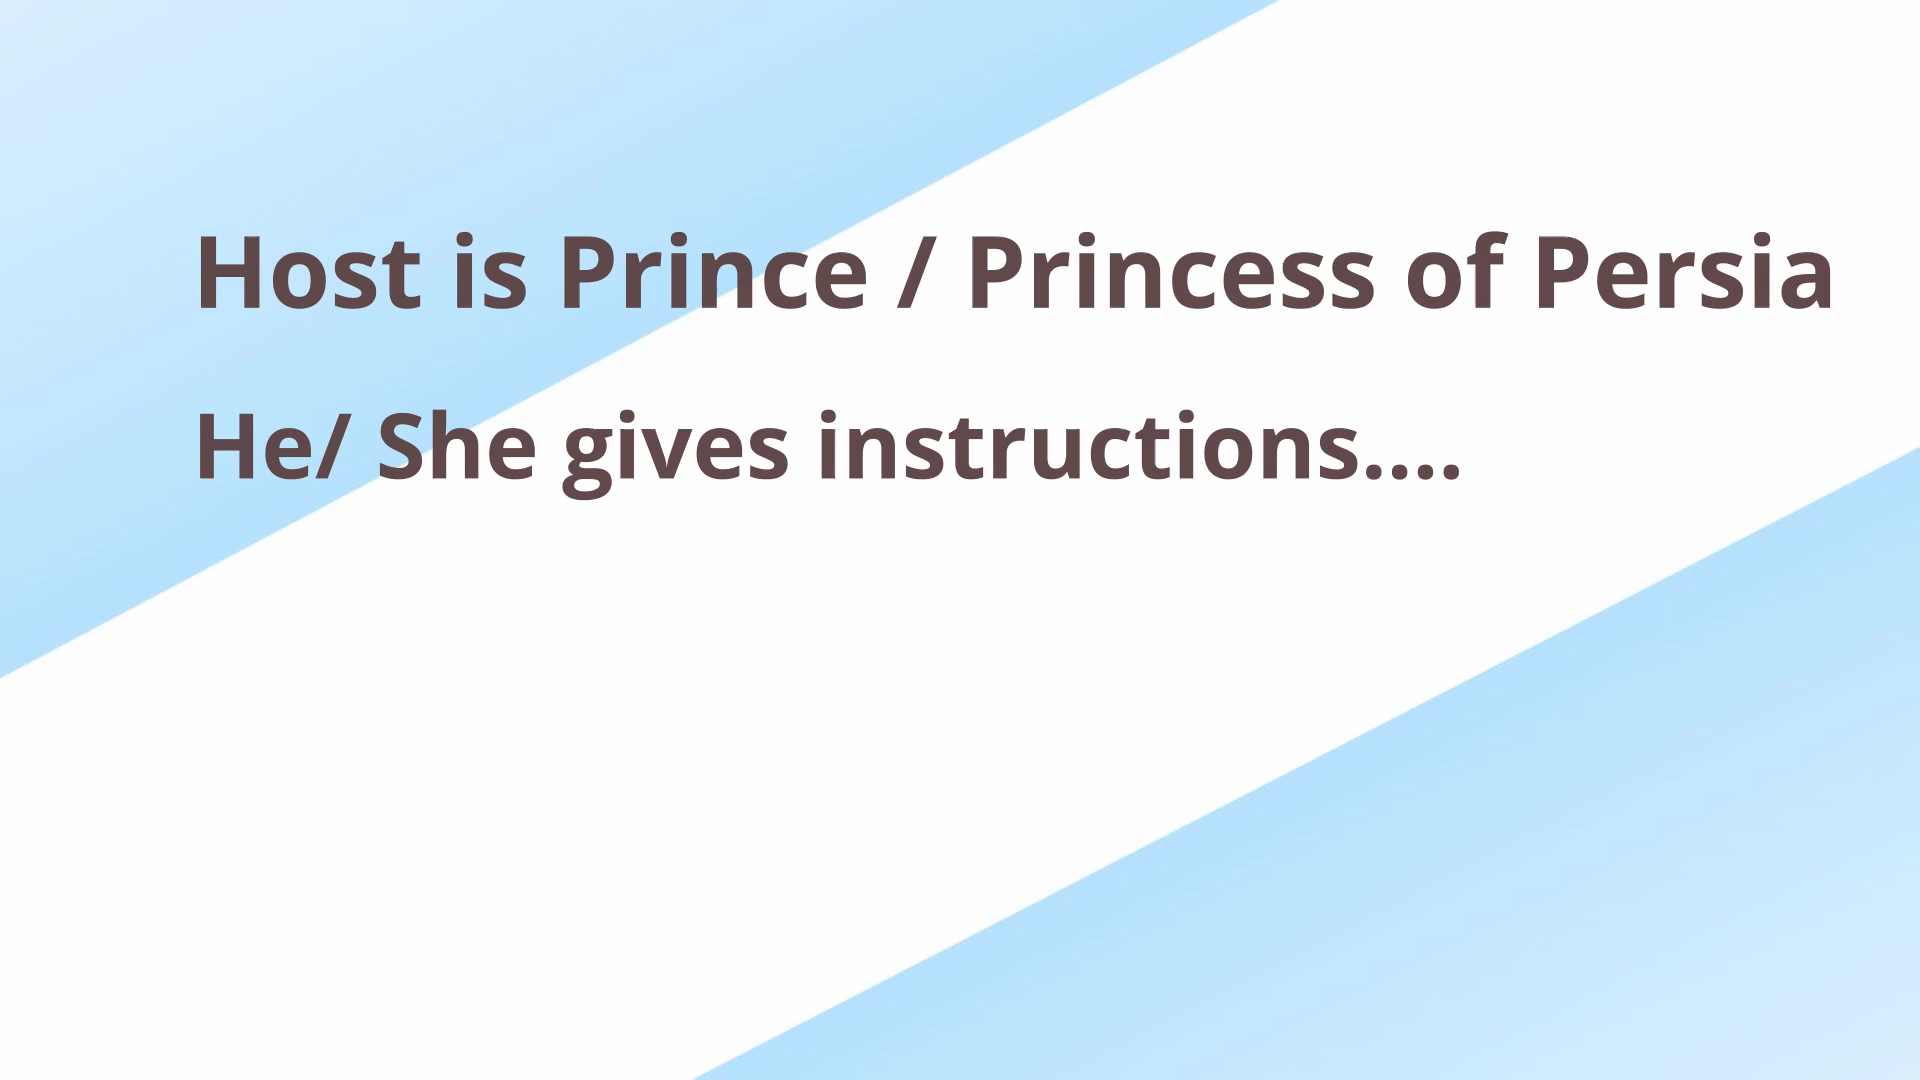 Host is Prince / Princess of Persia
He/ She gives instructions....